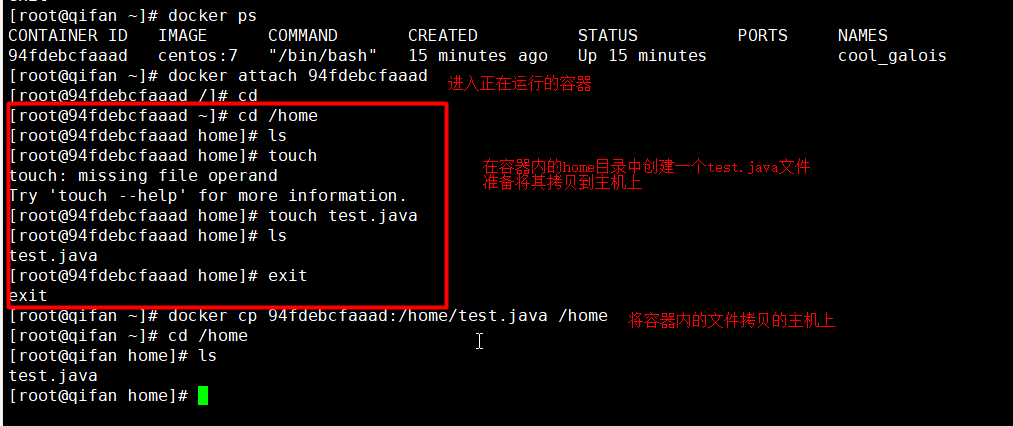 [root@qifan ~]# docker ps
CONTAINER ID   IMAGE      COMMAND       CREATED          STATUS          PORTS     NAMES
94fdebcfaaad   centos:7   "/bin/bash"   15 minutes ago   Up 15 minutes             cool_galois
[root@qifan ~]# docker attach 94fdebcfaaad
进入正在运行的容器
[root@94fdebcfaaad /]# cd
[root@94fdebcfaaad ~]# cd /home
[root@94fdebcfaaad home]# ls
[root@94fdebcfaaad home]# touch
在容器内的home目录中创建一个test.java文件
touch: missing file operand
准备将其拷贝到主机上
Try 'touch --help' for more information.
[root@94fdebcfaaad home]# touch test.java
[root@94fdebcfaaad home]# ls
test.java
[root@94fdebcfaaad home]# exit
exit
[root@qifan ~]# docker cp 94fdebcfaaad:/home/test.java /home
将容器内的文件拷贝的主机上
[root@qifan ~]# cd /home
[root@qifan home]# ls
test.java
[root@qifan home]#